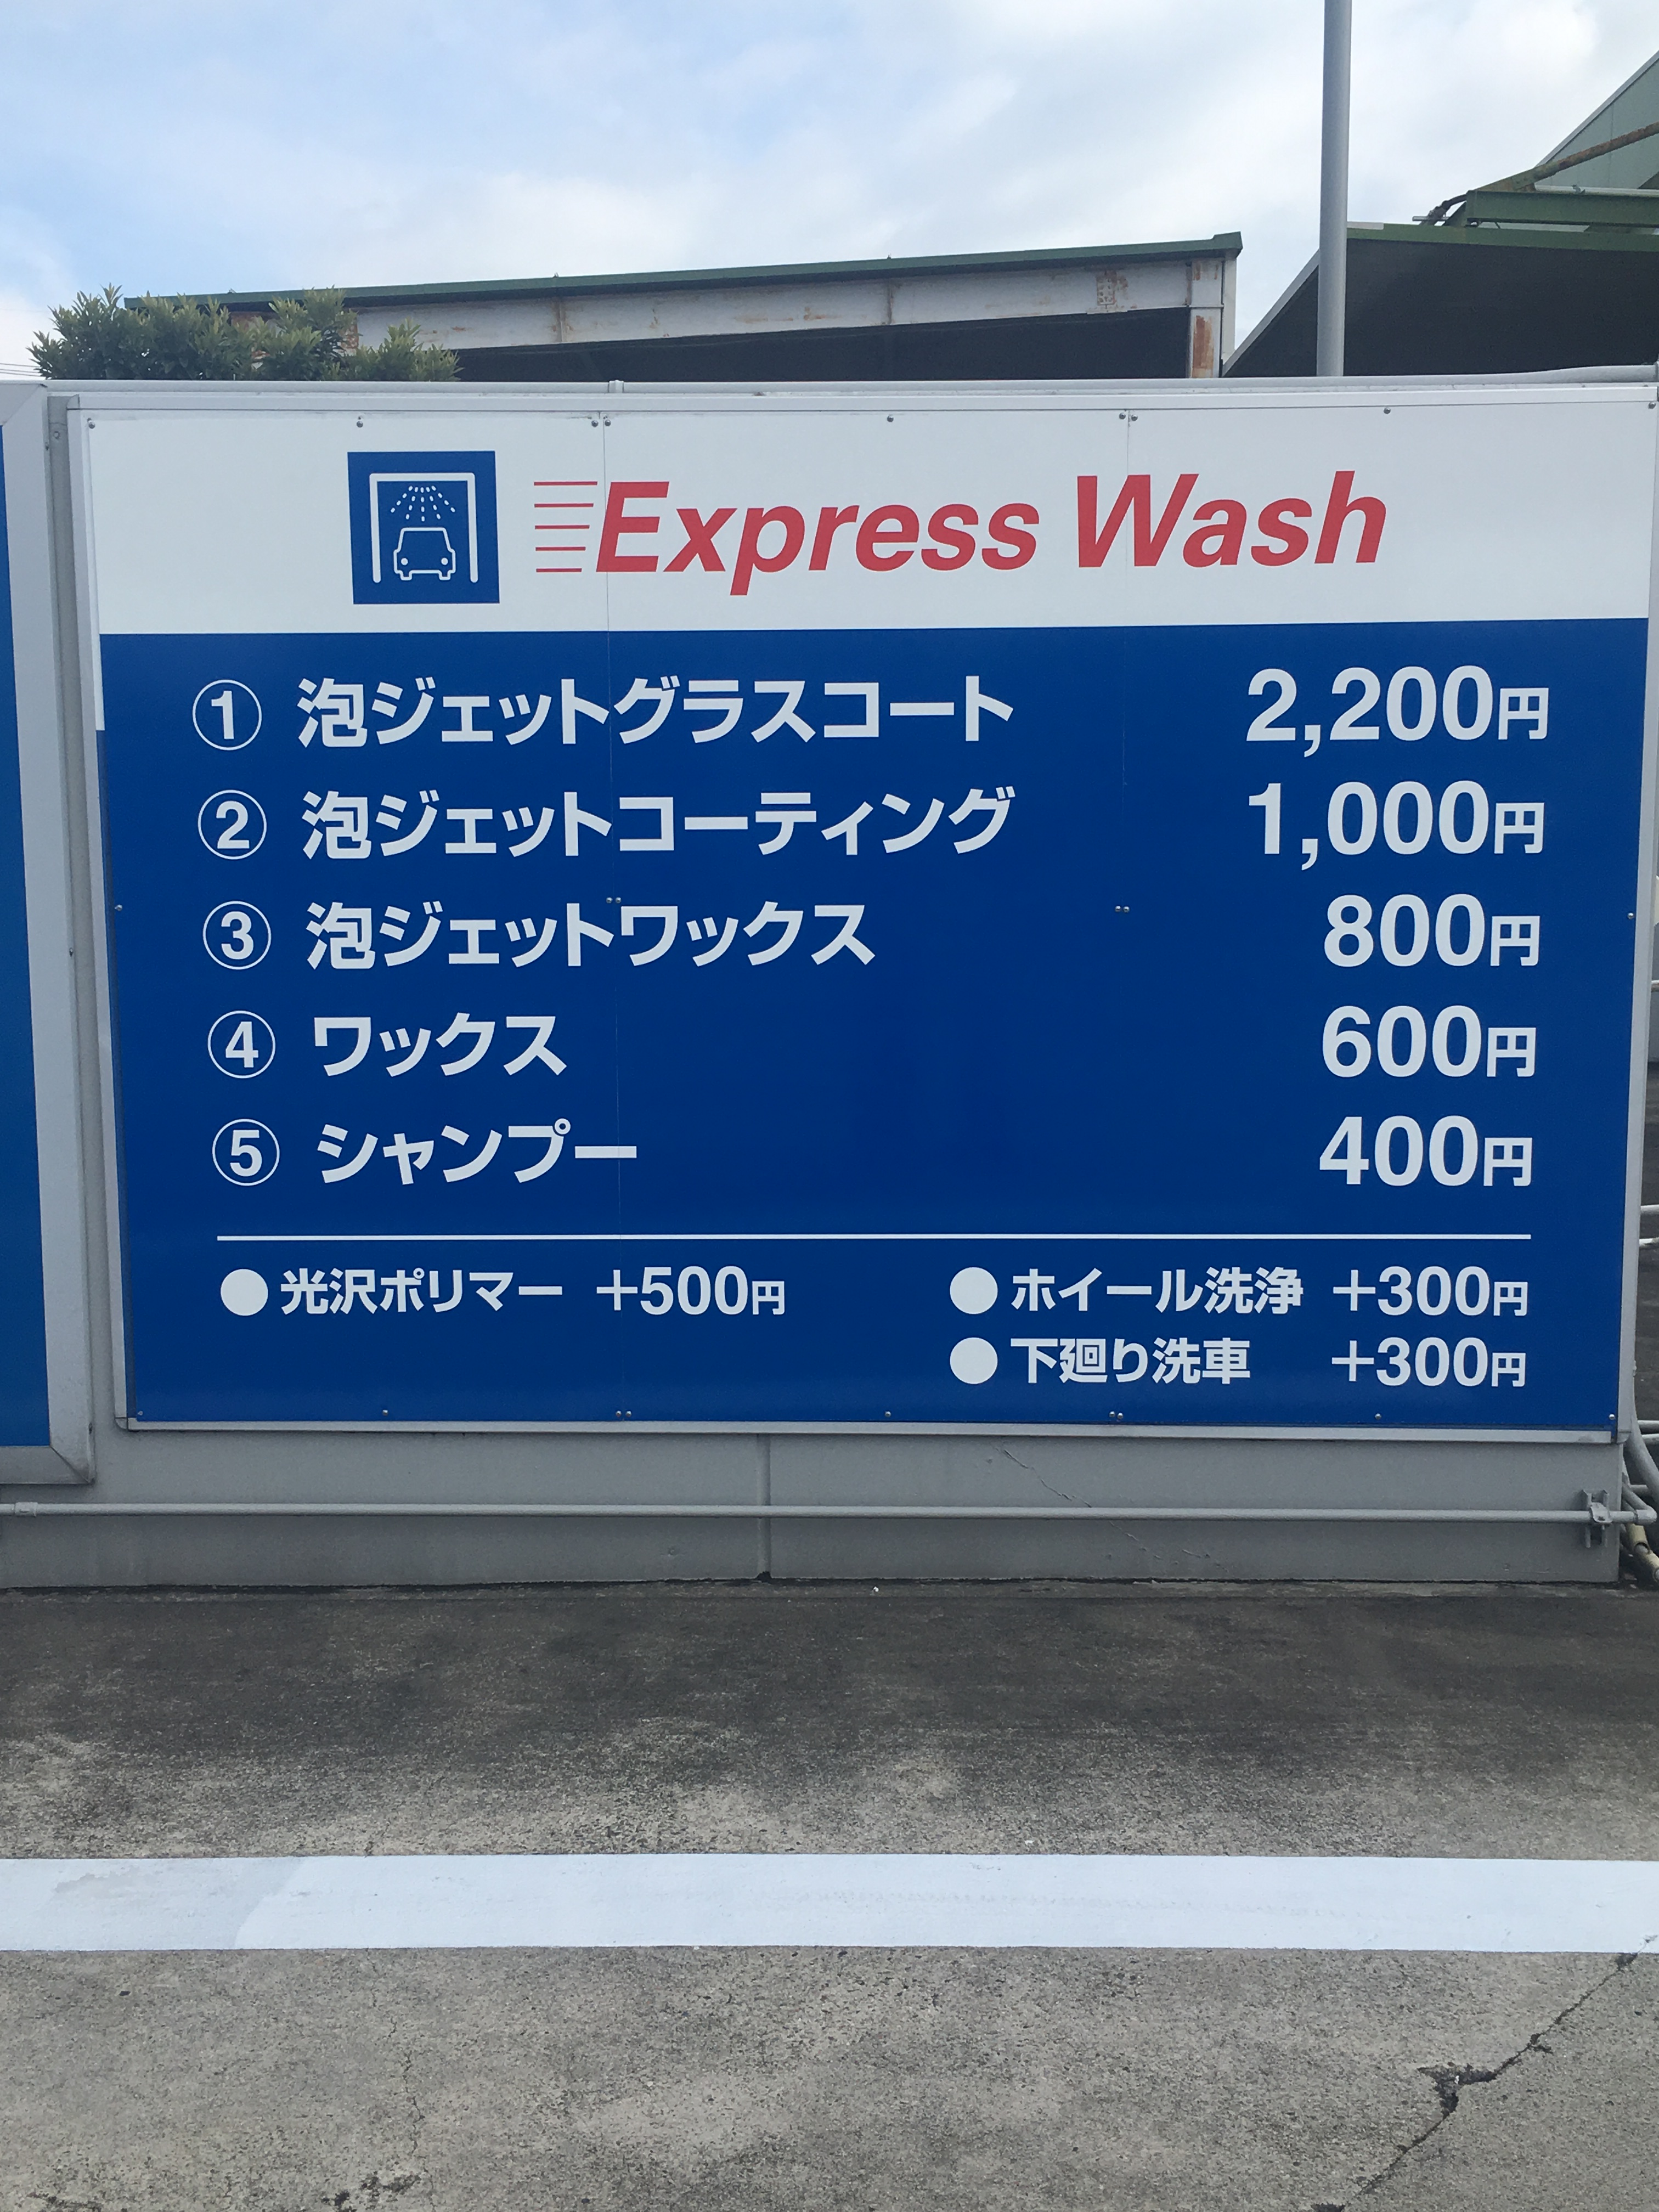 Express Wash
① 泡ジェットグラスコート 2,200円
② 泡ジェットコーティング 1,000円
③ 泡ジェットワックス 800円
④ ワックス 600円
⑤ シャンプー 400円
●光沢ポリマー +500円 ●ホイール洗浄 +300円
●下廻り洗車 +300円